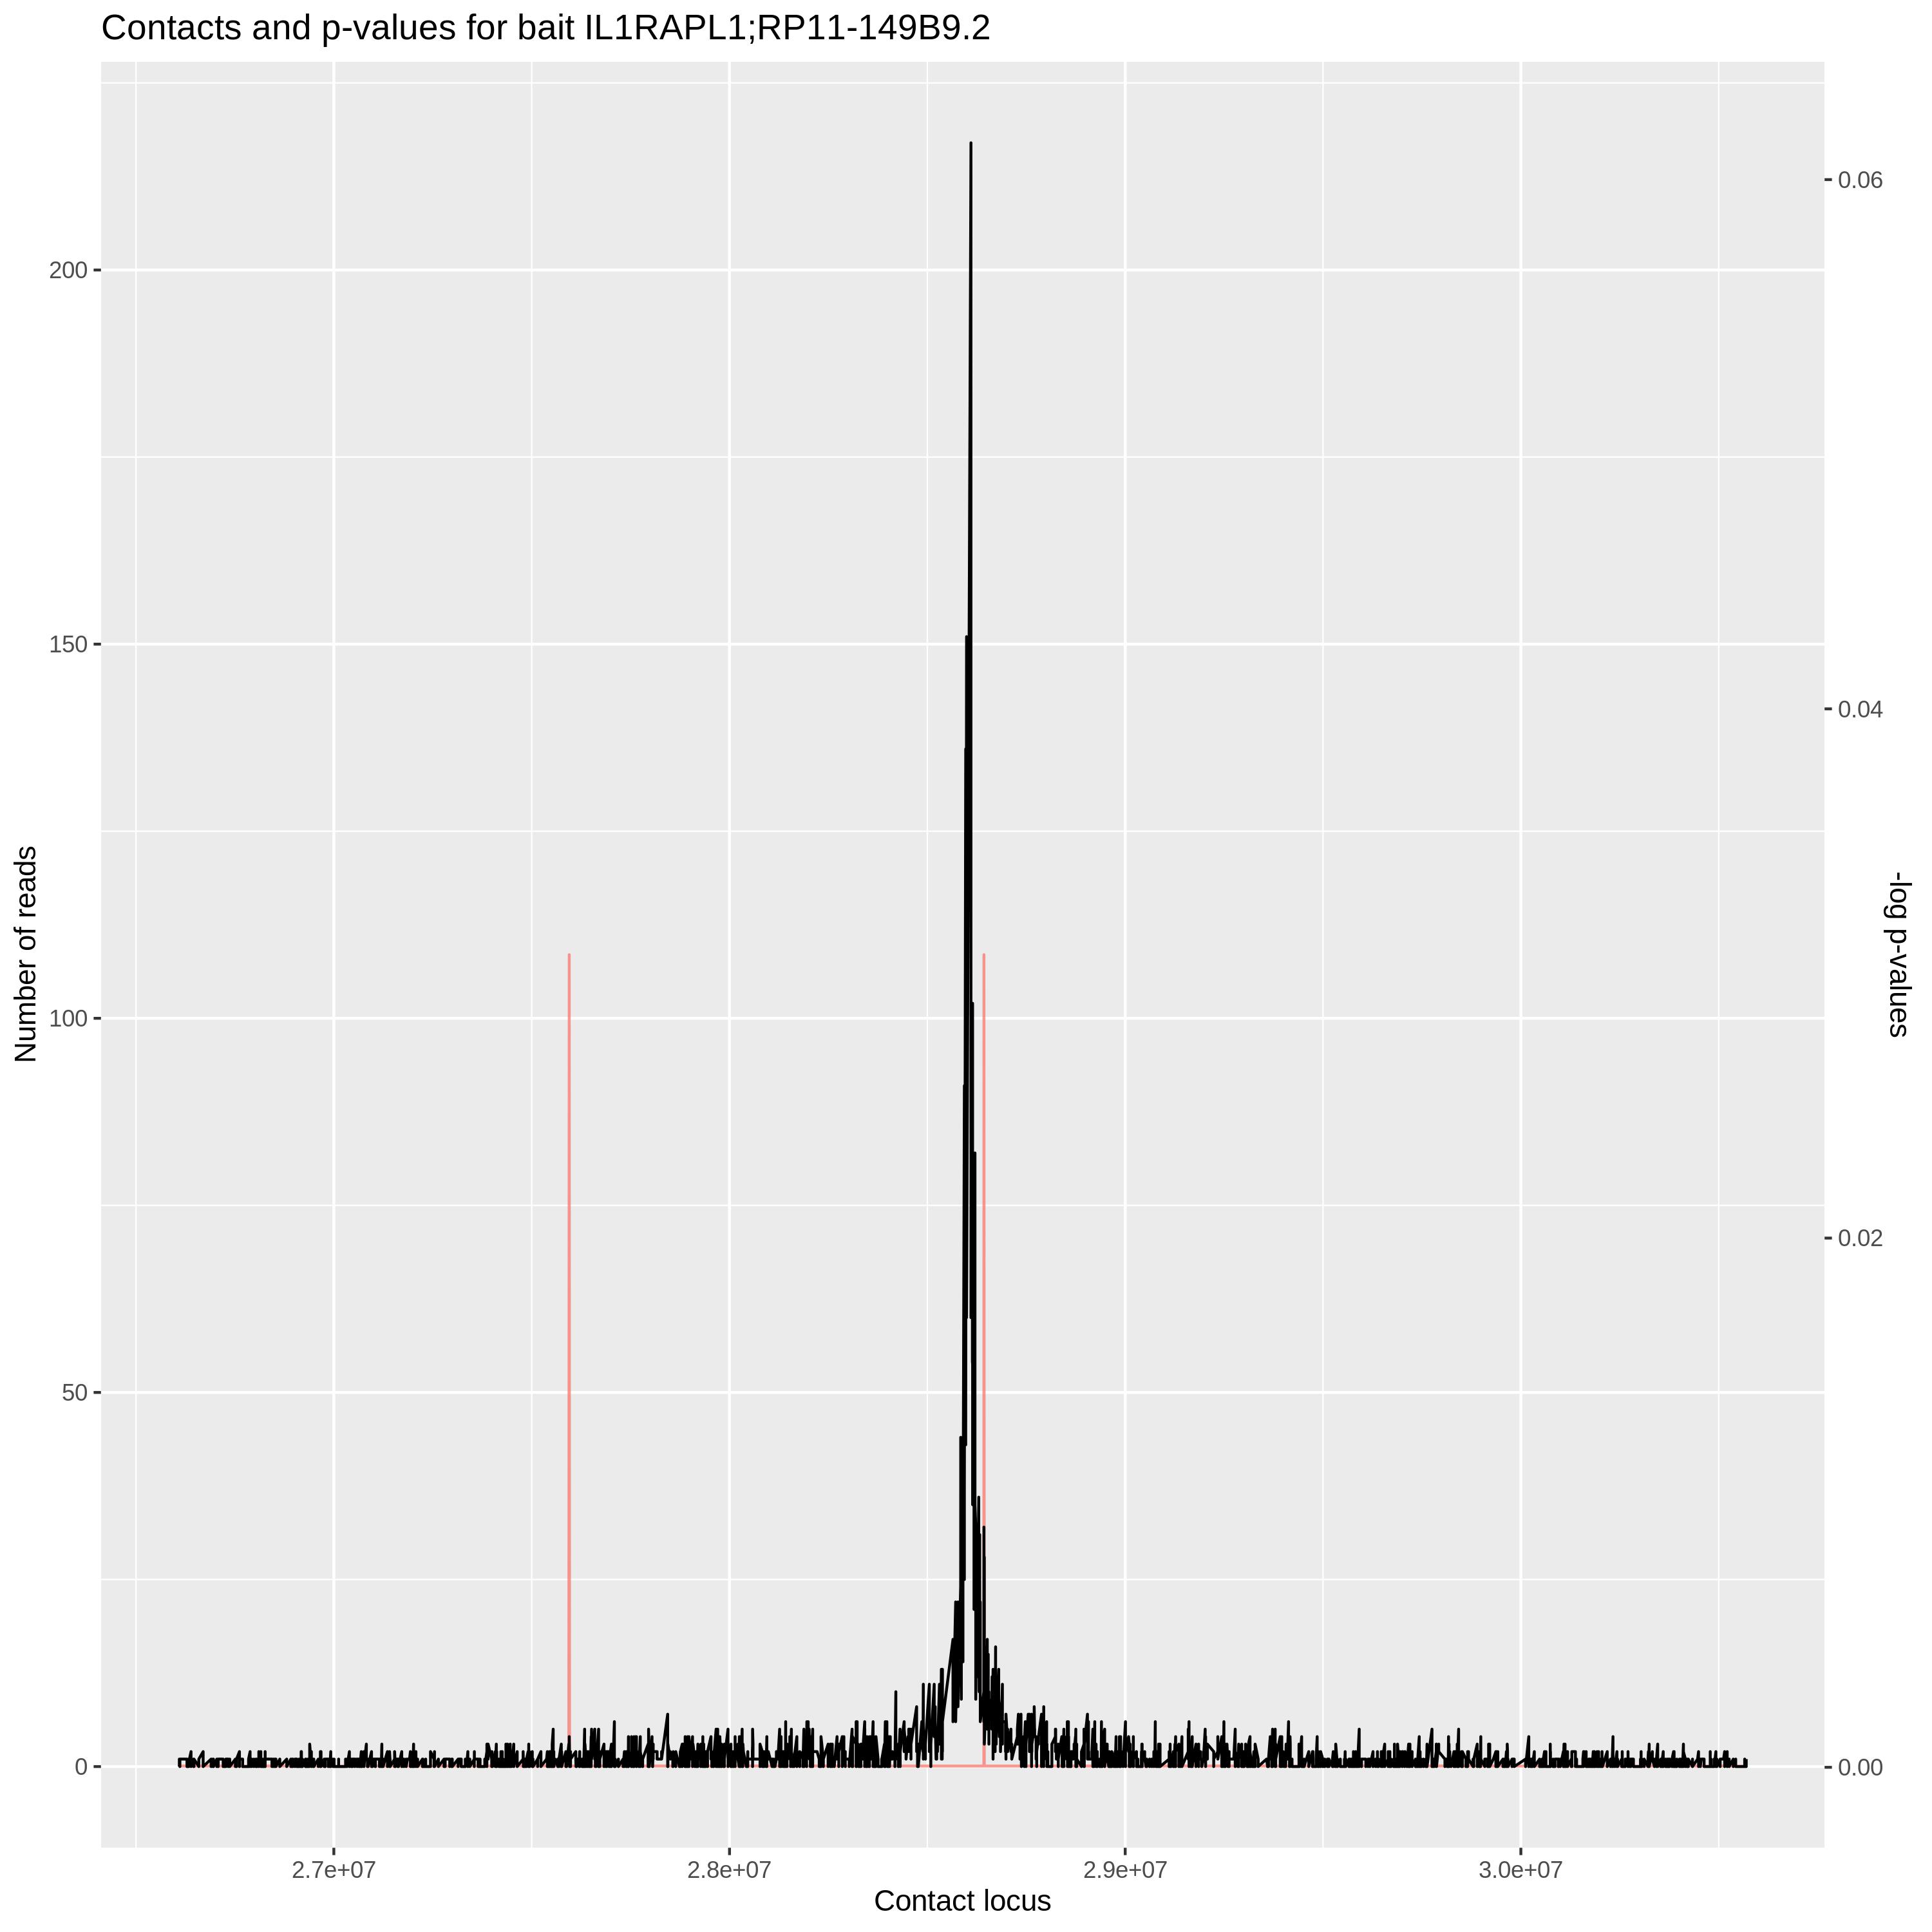 Contacts and p-values for bait IL1RAPL1;RP11-149B9.2
200
150
100
50
0
Number of reads
0.06
0.04
0.02
0.00
-log p-values
2.7e+07
2.8e+07
2.9e+07
3.0e+07
Contact locus